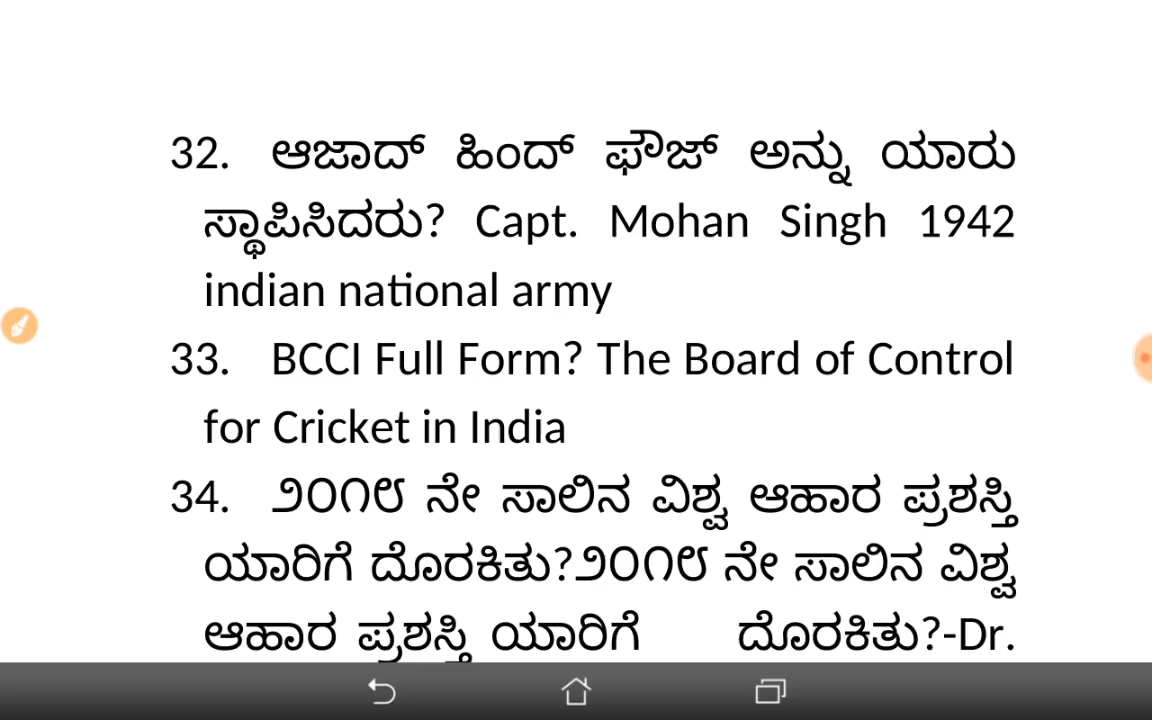 32. ಆಜಾದ್ ಹಿಂದ್ ಫೌಜ್ ಅನ್ನು ಯಾರು
ಸ್ಥಾಪಿಸಿದರು? Capt. Mohan Singh 1942
indian national army
33. BCCI Full Form? The Board of Control
for Cricket in India
34. ೨೦೧೮ ನೇ ಸಾಲಿನ ವಿಶ್ವ ಆಹಾರ ಪ್ರಶಸ್ತಿ
ಯಾರಿಗೆ ದೊರಕಿತು?೨೦೧೮ ನೇ ಸಾಲಿನ ವಿಶ್ವ
ಆಹಾರ ಪ್ರಶಸ್ತಿ ಯಾರಿಗೆ ದೊರಕಿತು?-Dr.